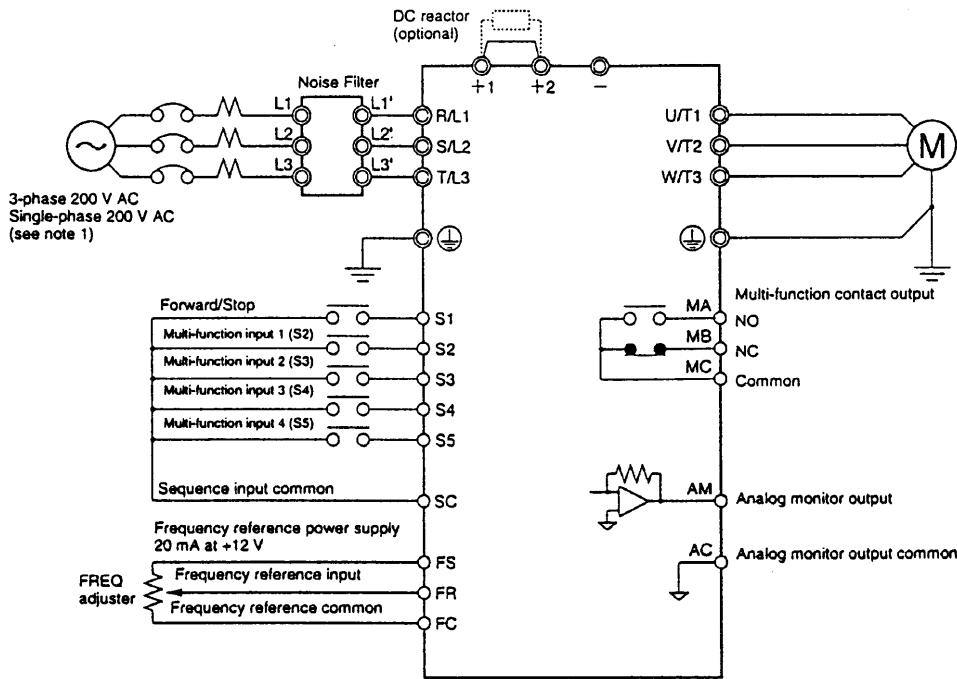 DC reactor
(optional)
+1
+2
−
Noise Filter
L1
L1'
R/L1
L2
L2'
S/L2
L3
L3'
T/L3
U/T1
V/T2
W/T3
M
3-phase 200 V AC
Single-phase 200 V AC
(see note 1)
Forward/Stop
S1
Multi-function input 1 (S2)
S2
Multi-function input 2 (S3)
S3
Multi-function input 3 (S4)
S4
Multi-function input 4 (S5)
S5
Sequence input common
SC
Frequency reference power supply
20 mA at +12 V
FS
FREQ
adjuster
Frequency reference input
FR
Frequency reference common
FC
Multi-function contact output
MA
NO
MB
NC
MC
Common
AM
Analog monitor output
AC
Analog monitor output common